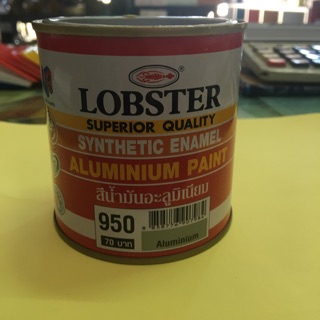 LOBSTER
SUPERIOR QUALITY
SYNTHETIC ENAMEL
ALUMINIUM PAINT
สีน้ำมันอะลูมิเนียม
950
70 บาท
Aluminium